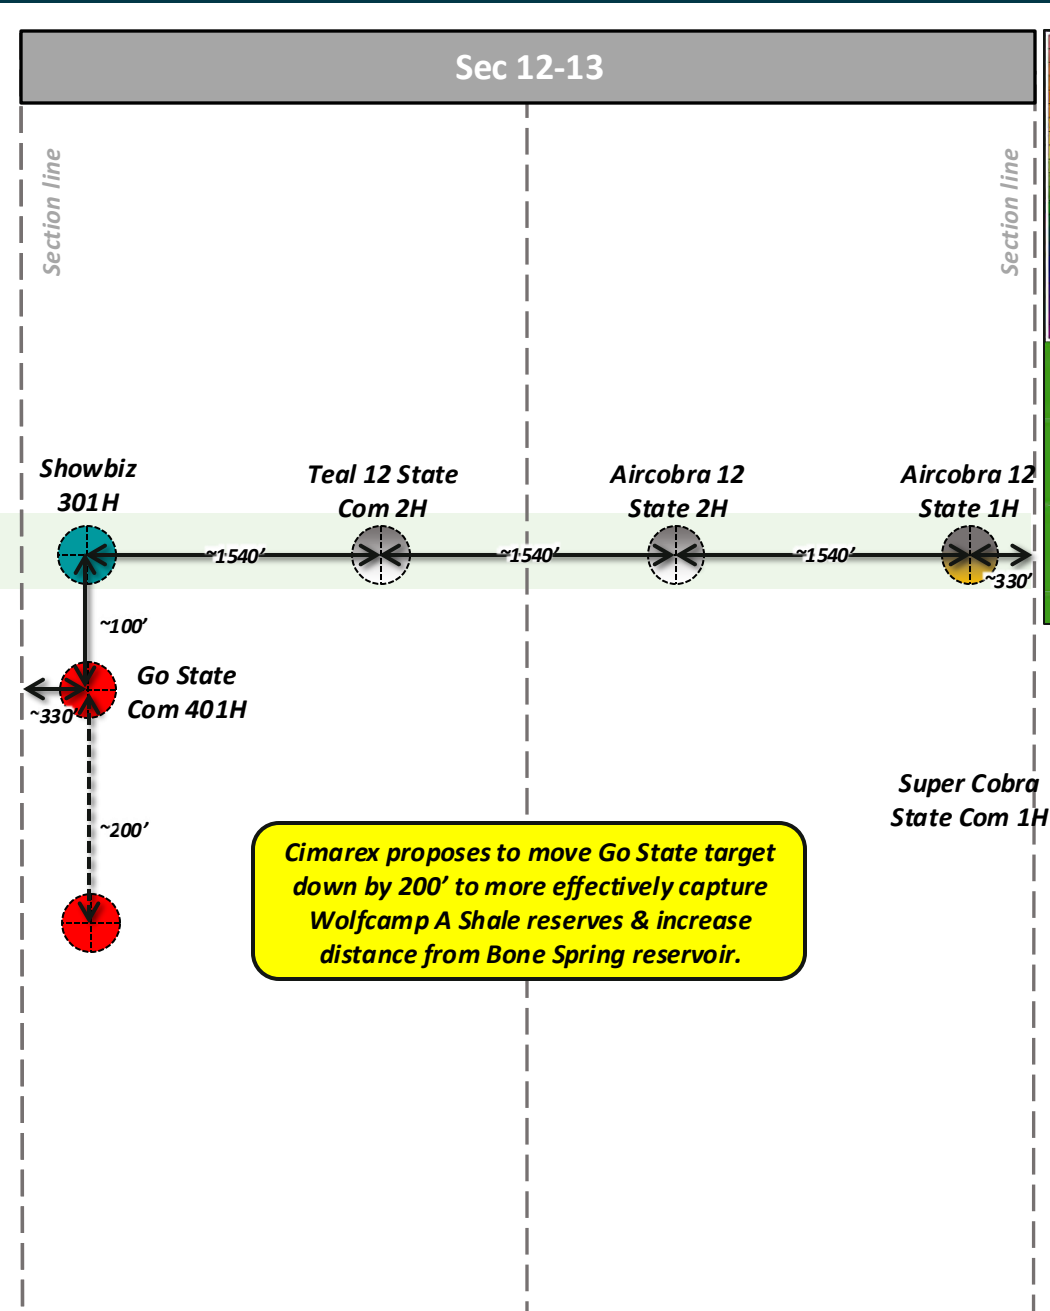 Sec 12-13
Section line
Section line
Showbiz
301H
Teal 12 State
Com 2H
Aircobra 12
State 2H
Aircobra 12
State 1H
~1540’
~1540’
~1540’
~330’
~100’
Go State
Com 401H
~330’
Super Cobra
State Com 1H
~200’
Cimarex proposes to move Go State target
down by 200’ to more effectively capture
Wolfcamp A Shale reserves & increase
distance from Bone Spring reservoir.